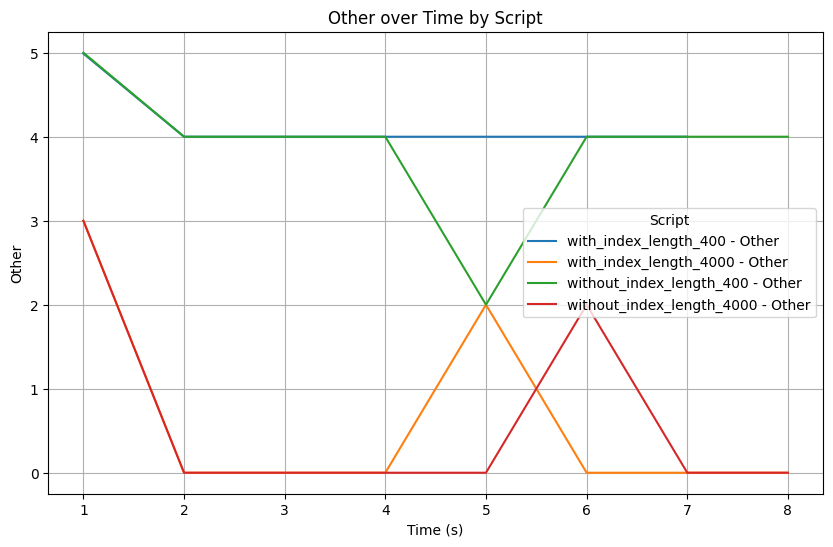 Other over Time by Script
5
4
3
2
1
0
Other
1 2 3 4 5 6 7 8
Time (s)
Script
with_index_length_400 - Other
with_index_length_4000 - Other
without_index_length_400 - Other
without_index_length_4000 - Other